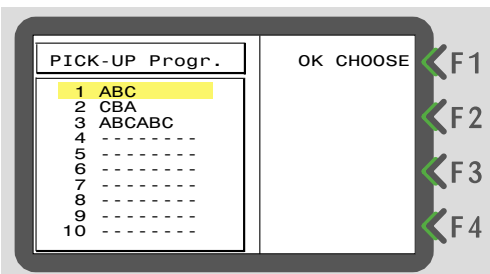 PICK-UP Progr.
1 ABC
2 CBA
3 ABCABC
4 --------
5 --------
6 --------
7 --------
8 --------
9 --------
10 --------
OK CHOOSE
F1
F2
F3
F4